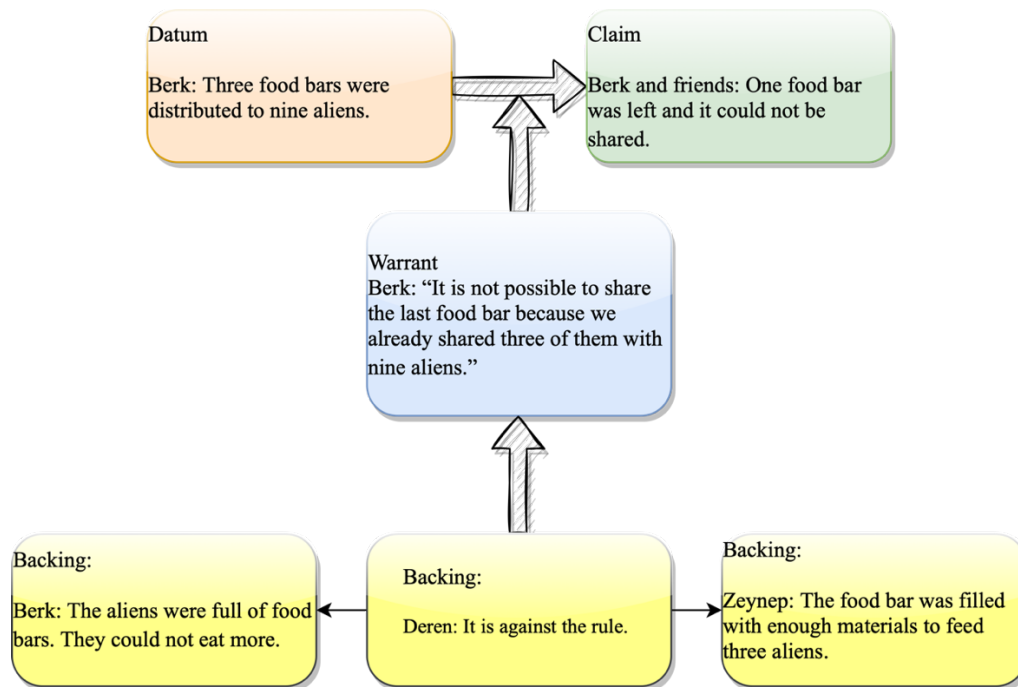 Datum
Berk: Three food bars were
distributed to nine aliens.
Claim
Berk and friends: One food bar
was left and it could not be
shared.
Warrant
Berk: “It is not possible to share
the last food bar because we
already shared three of them with
nine aliens.”
Backing:
Berk: The aliens were full of food
bars. They could not eat more.
Backing:
Deren: It is against the rule.
Backing:
Zeynep: The food bar was filled
with enough materials to feed
three aliens.